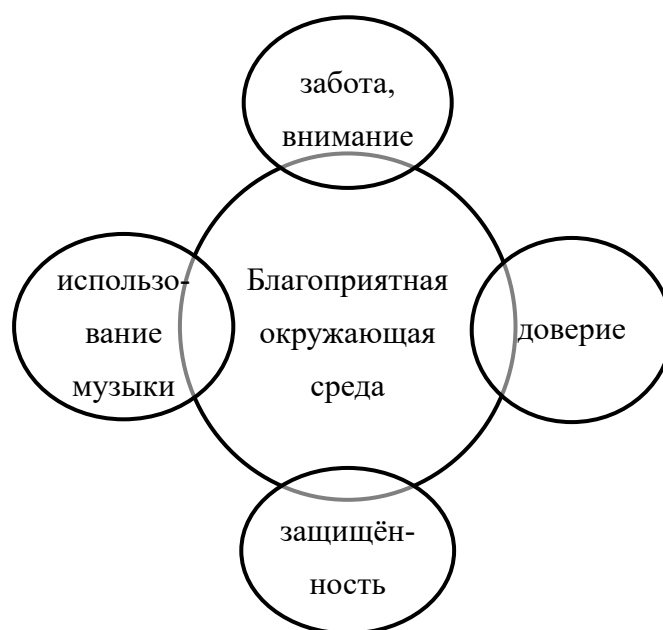 забота,
внимание
использо-
вание
музыки
Благоприятная
окружающая
среда
доверие
защищён-
ность